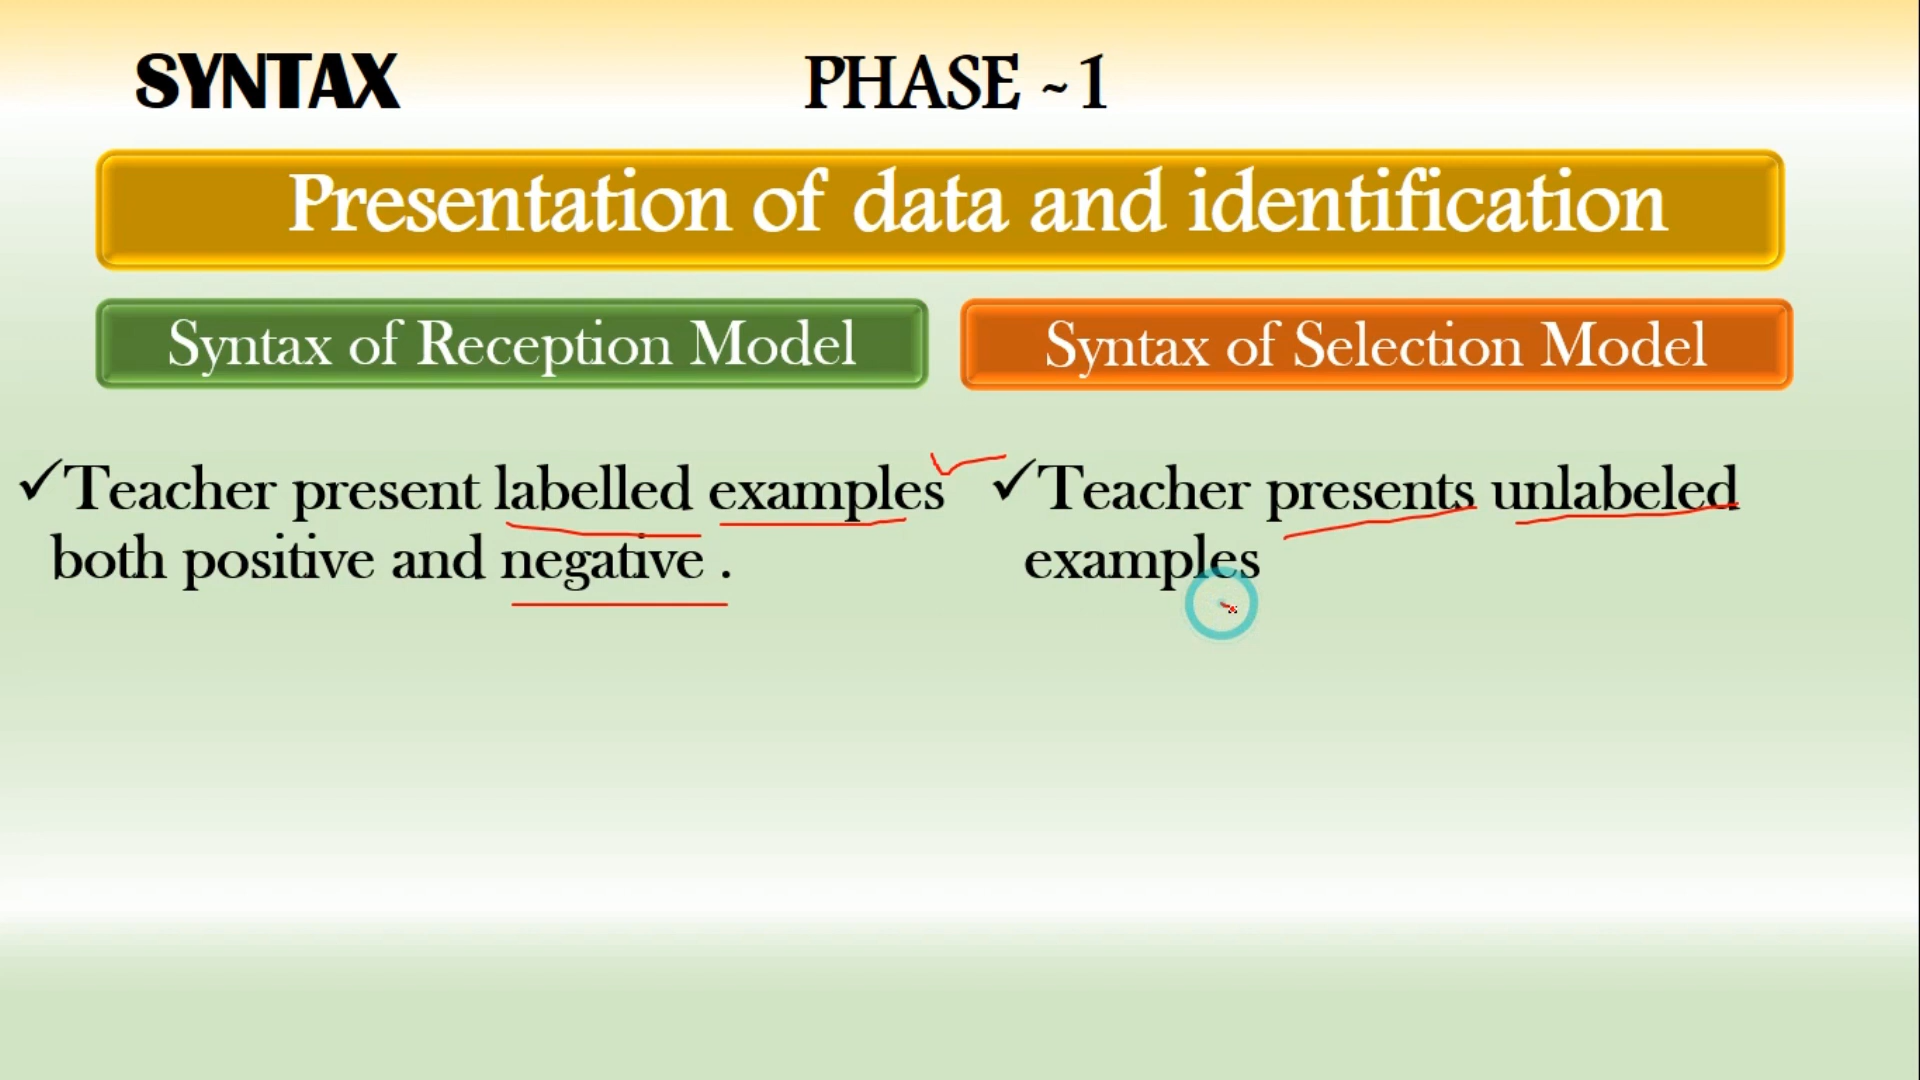 SYNTAX
PHASE ~1
Presentation of data and identification
Syntax of Reception Model
Syntax of Selection Model
✓Teacher present labelled examples
both positive and negative .
✓Teacher presents unlabeled
examples